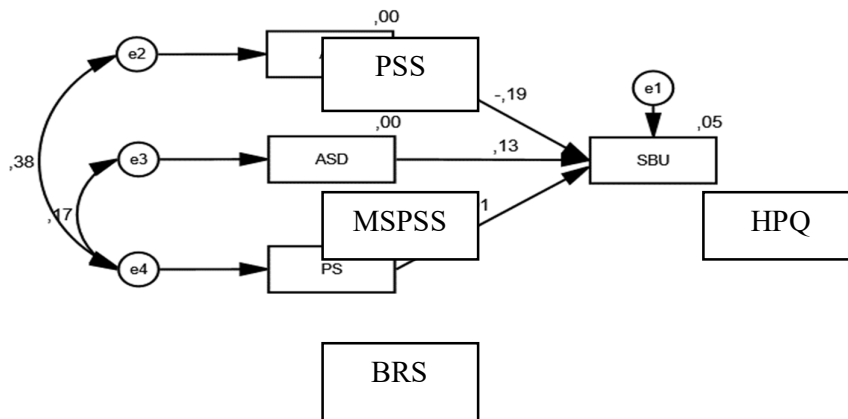 ,00
e2
PSS
-,19
e1
,00
,05
ASD
,13
SBU
e3
,38
,17
MSPSS
1
HPQ
e4
PS
BRS